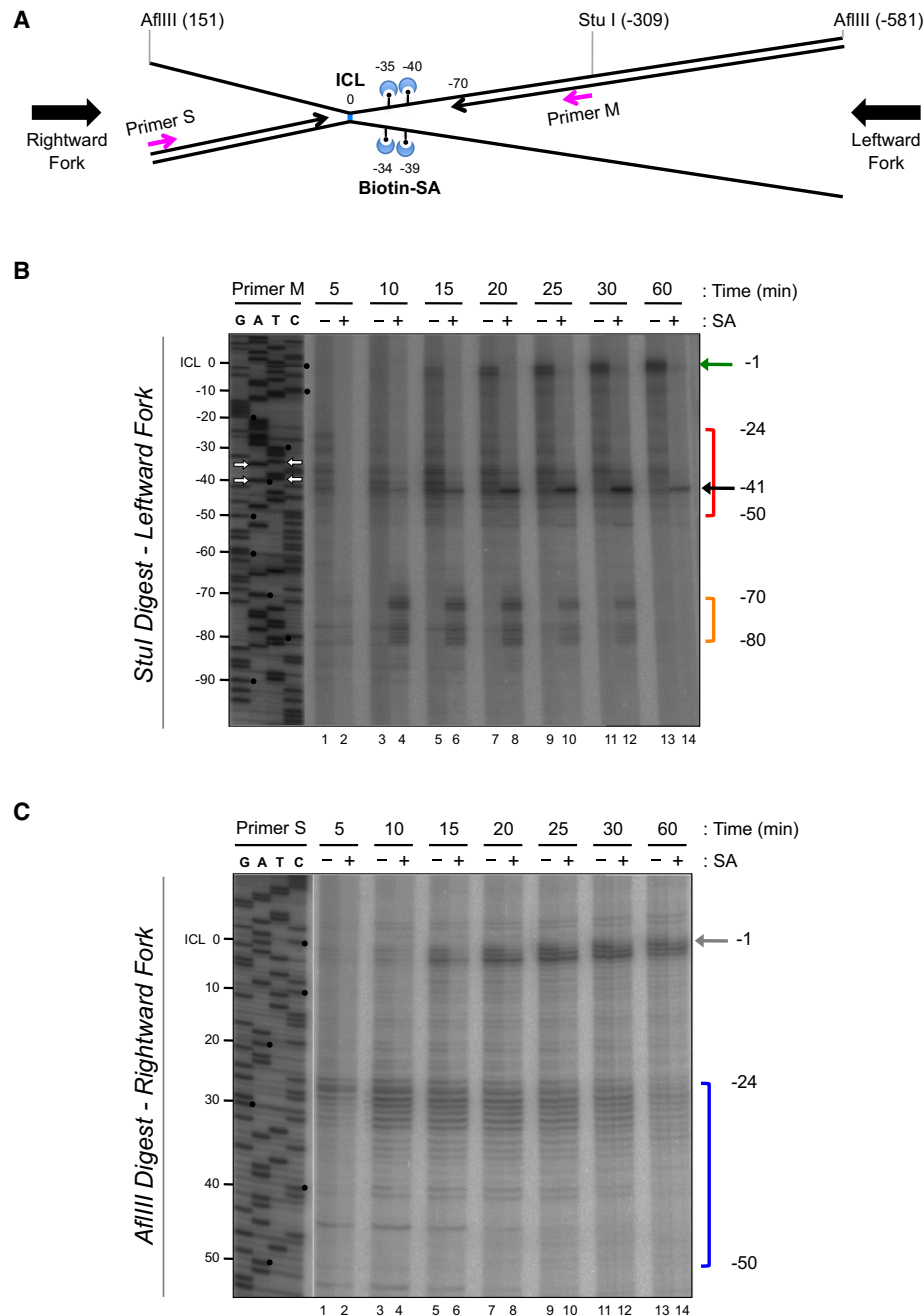 A
AflIII (151)
Stu I (-309)
AflIII (-581)
ICL
0
-35
-40
-70
Primer S
Primer M
Rightward
Fork
Leftward
Fork
-34
-39
Biotin-SA
B
Primer M 5 10 15 20 25 30 60 : Time (min)
G A T C − + − + − + − + − + − + − + : SA
ICL 0
-10
-20
-30
-40
-50
-60
-70
-80
-90
-1
-24
-41
-50
-70
-80
StuI Digest - Leftward Fork
1 2 3 4 5 6 7 8 9 10 11 12 13 14
C
Primer S 5 10 15 20 25 30 60 : Time (min)
G A T C − + − + − + − + − + − + − + : SA
ICL 0
10
20
30
40
50
-1
-24
-50
AflIII Digest - Rightward Fork
1 2 3 4 5 6 7 8 9 10 11 12 13 14